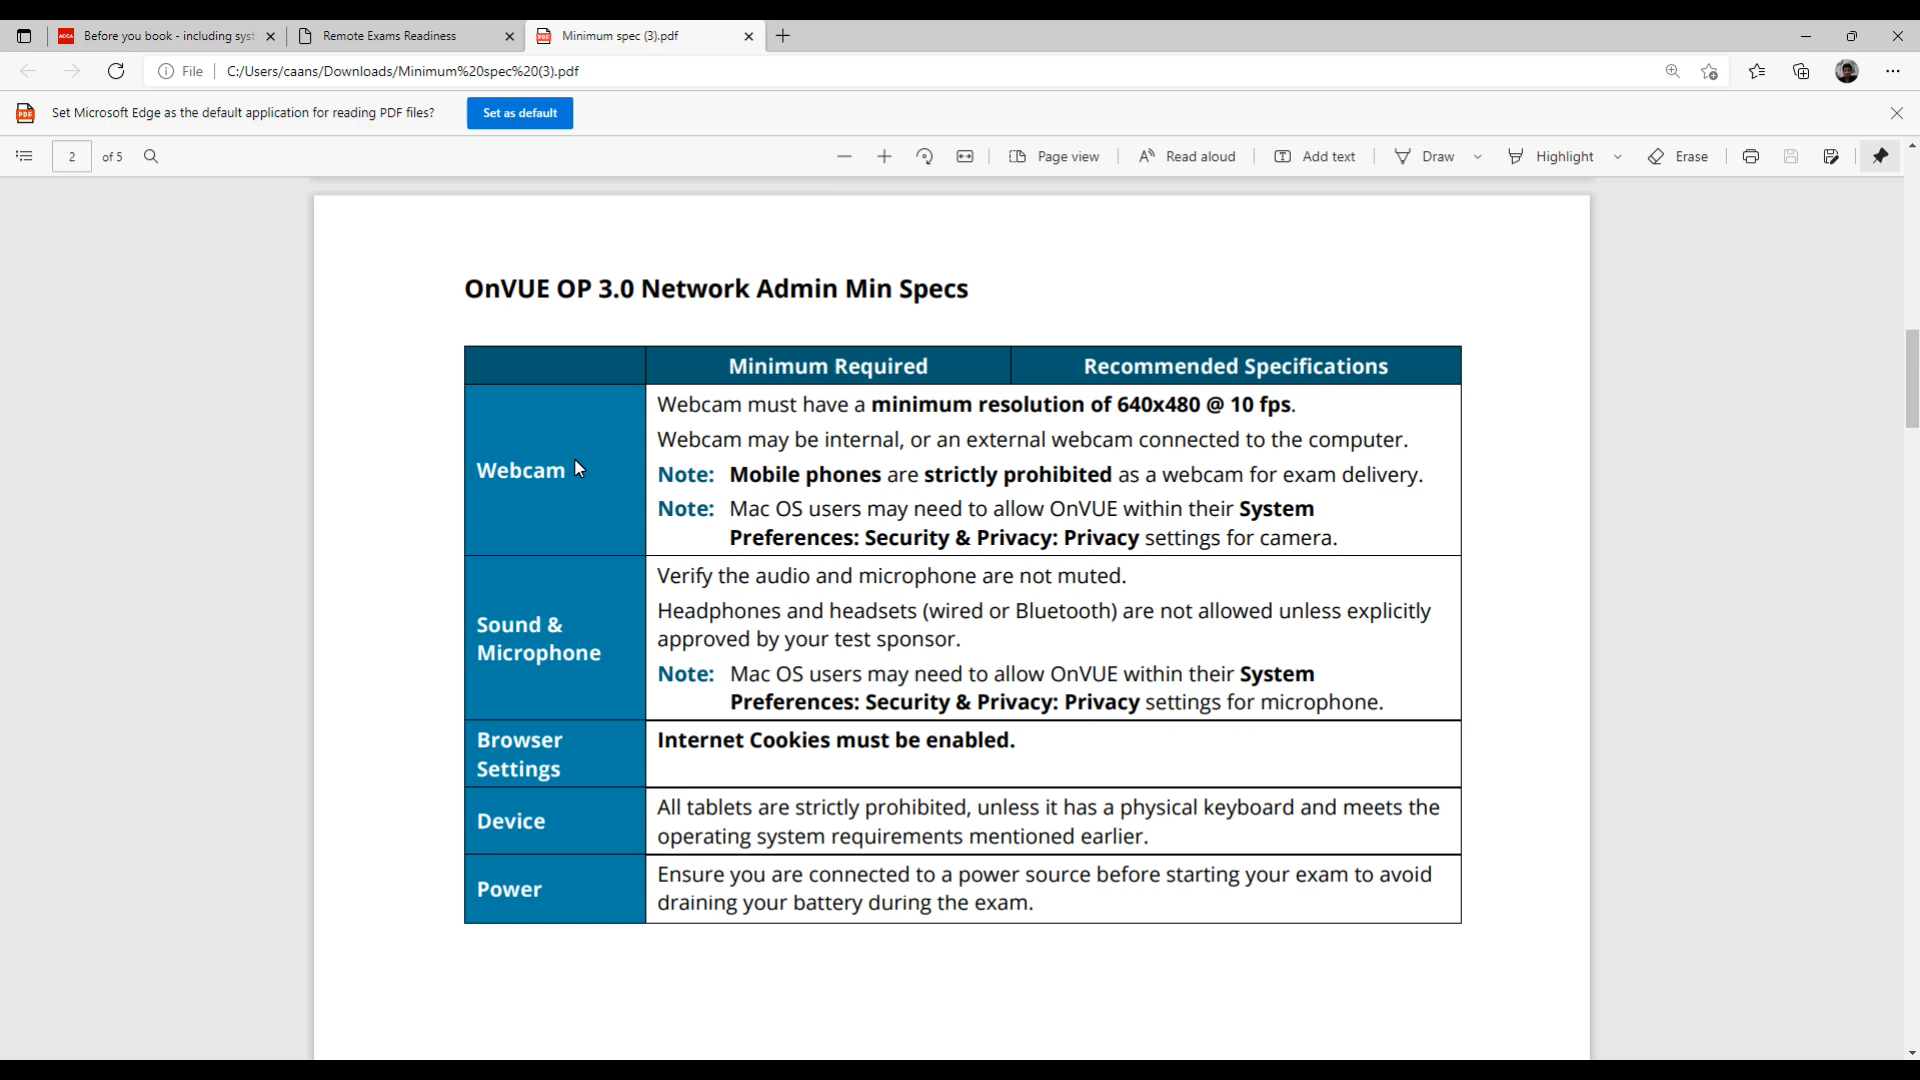 ACCA Before you book - including syst
Remote Exams Readiness
PDF Minimum spec (3).pdf
File C:/Users/caans/Downloads/Minimum%20spec%20(3).pdf
PDF Set Microsoft Edge as the default application for reading PDF files? Set as default
2 of 5 Page view Read aloud Add text Draw Highlight Erase
OnVUE OP 3.0 Network Admin Min Specs
Minimum Required Recommended Specifications
Webcam
Webcam must have a minimum resolution of 640x480 @ 10 fps.
Webcam may be internal, or an external webcam connected to the computer.
Note: Mobile phones are strictly prohibited as a webcam for exam delivery.
Note: Mac OS users may need to allow OnVUE within their System
Preferences: Security & Privacy: Privacy settings for camera.
Sound &
Microphone
Verify the audio and microphone are not muted.
Headphones and headsets (wired or Bluetooth) are not allowed unless explicitly
approved by your test sponsor.
Note: Mac OS users may need to allow OnVUE within their System
Preferences: Security & Privacy: Privacy settings for microphone.
Browser
Settings
Internet Cookies must be enabled.
Device
All tablets are strictly prohibited, unless it has a physical keyboard and meets the
operating system requirements mentioned earlier.
Power
Ensure you are connected to a power source before starting your exam to avoid
draining your battery during the exam.